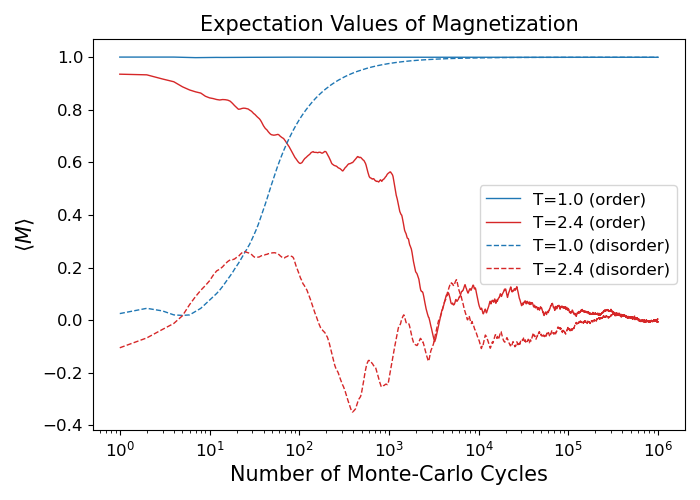 Expectation Values of Magnetization
⟨M⟩
1.0
0.8
0.6
0.4
0.2
0.0
−0.2
−0.4
T=1.0 (order)
T=2.4 (order)
T=1.0 (disorder)
T=2.4 (disorder)
10⁰ 10¹ 10² 10³ 10⁴ 10⁵ 10⁶
Number of Monte-Carlo Cycles